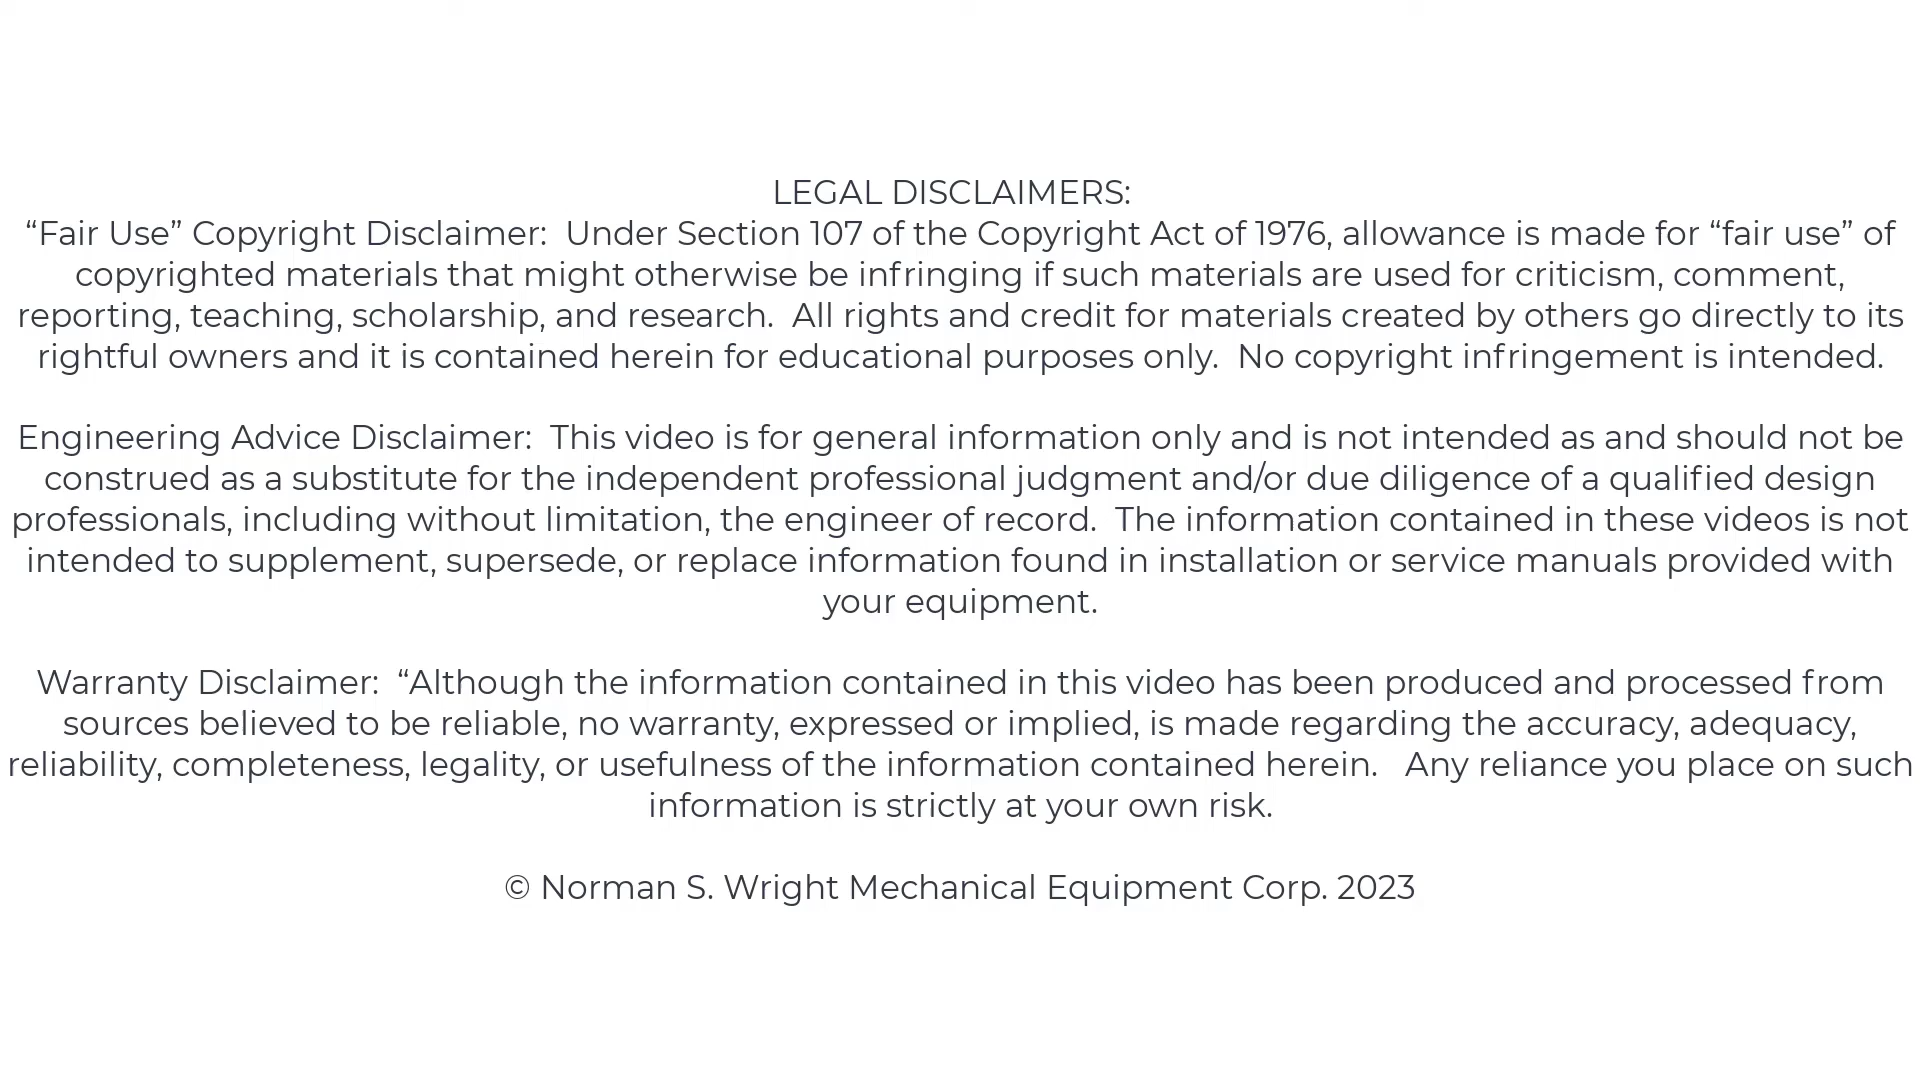 LEGAL DISCLAIMERS:
“Fair Use” Copyright Disclaimer:  Under Section 107 of the Copyright Act of 1976, allowance is made for “fair use” of
copyrighted materials that might otherwise be infringing if such materials are used for criticism, comment,
reporting, teaching, scholarship, and research.  All rights and credit for materials created by others go directly to its
rightful owners and it is contained herein for educational purposes only.  No copyright infringement is intended.
Engineering Advice Disclaimer:  This video is for general information only and is not intended as and should not be
construed as a substitute for the independent professional judgment and/or due diligence of a qualified design
professionals, including without limitation, the engineer of record.  The information contained in these videos is not
intended to supplement, supersede, or replace information found in installation or service manuals provided with
your equipment.
Warranty Disclaimer:  “Although the information contained in this video has been produced and processed from
sources believed to be reliable, no warranty, expressed or implied, is made regarding the accuracy, adequacy,
reliability, completeness, legality, or usefulness of the information contained herein.   Any reliance you place on such
information is strictly at your own risk.
© Norman S. Wright Mechanical Equipment Corp. 2023